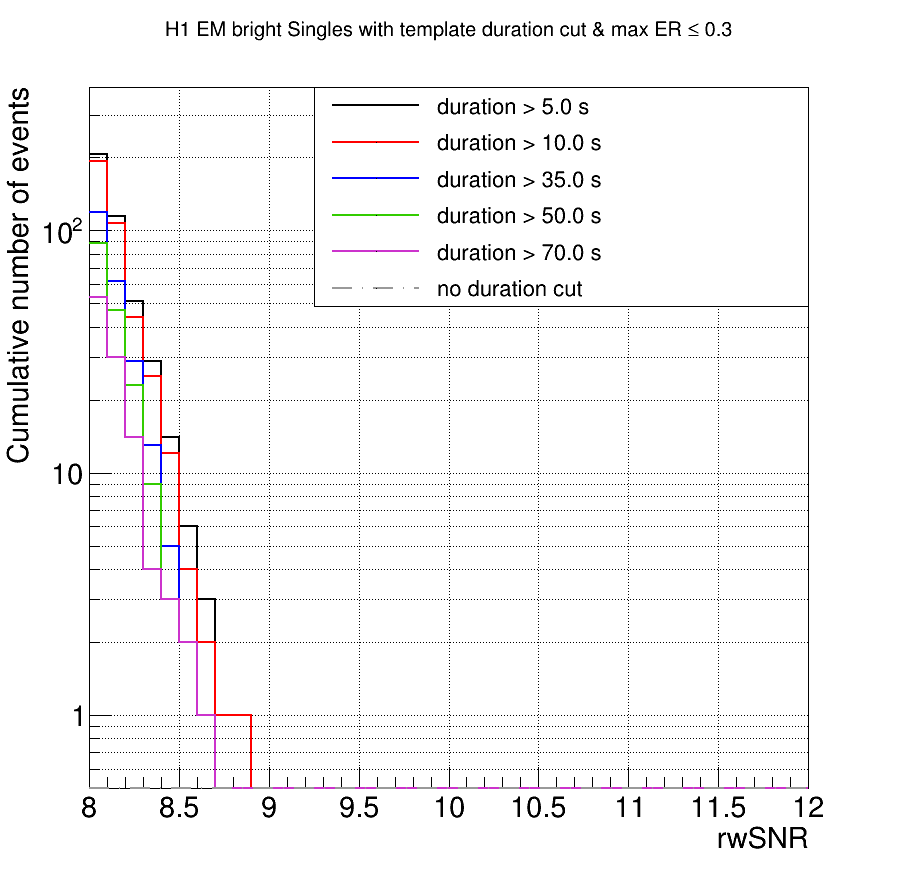 H1 EM bright Singles with template duration cut & max ER ≤ 0.3
Cumulative number of events
duration > 5.0 s
duration > 10.0 s
duration > 35.0 s
duration > 50.0 s
duration > 70.0 s
no duration cut
10²
10
1
8 8.5 9 9.5 10 10.5 11 11.5 12
rwSNR